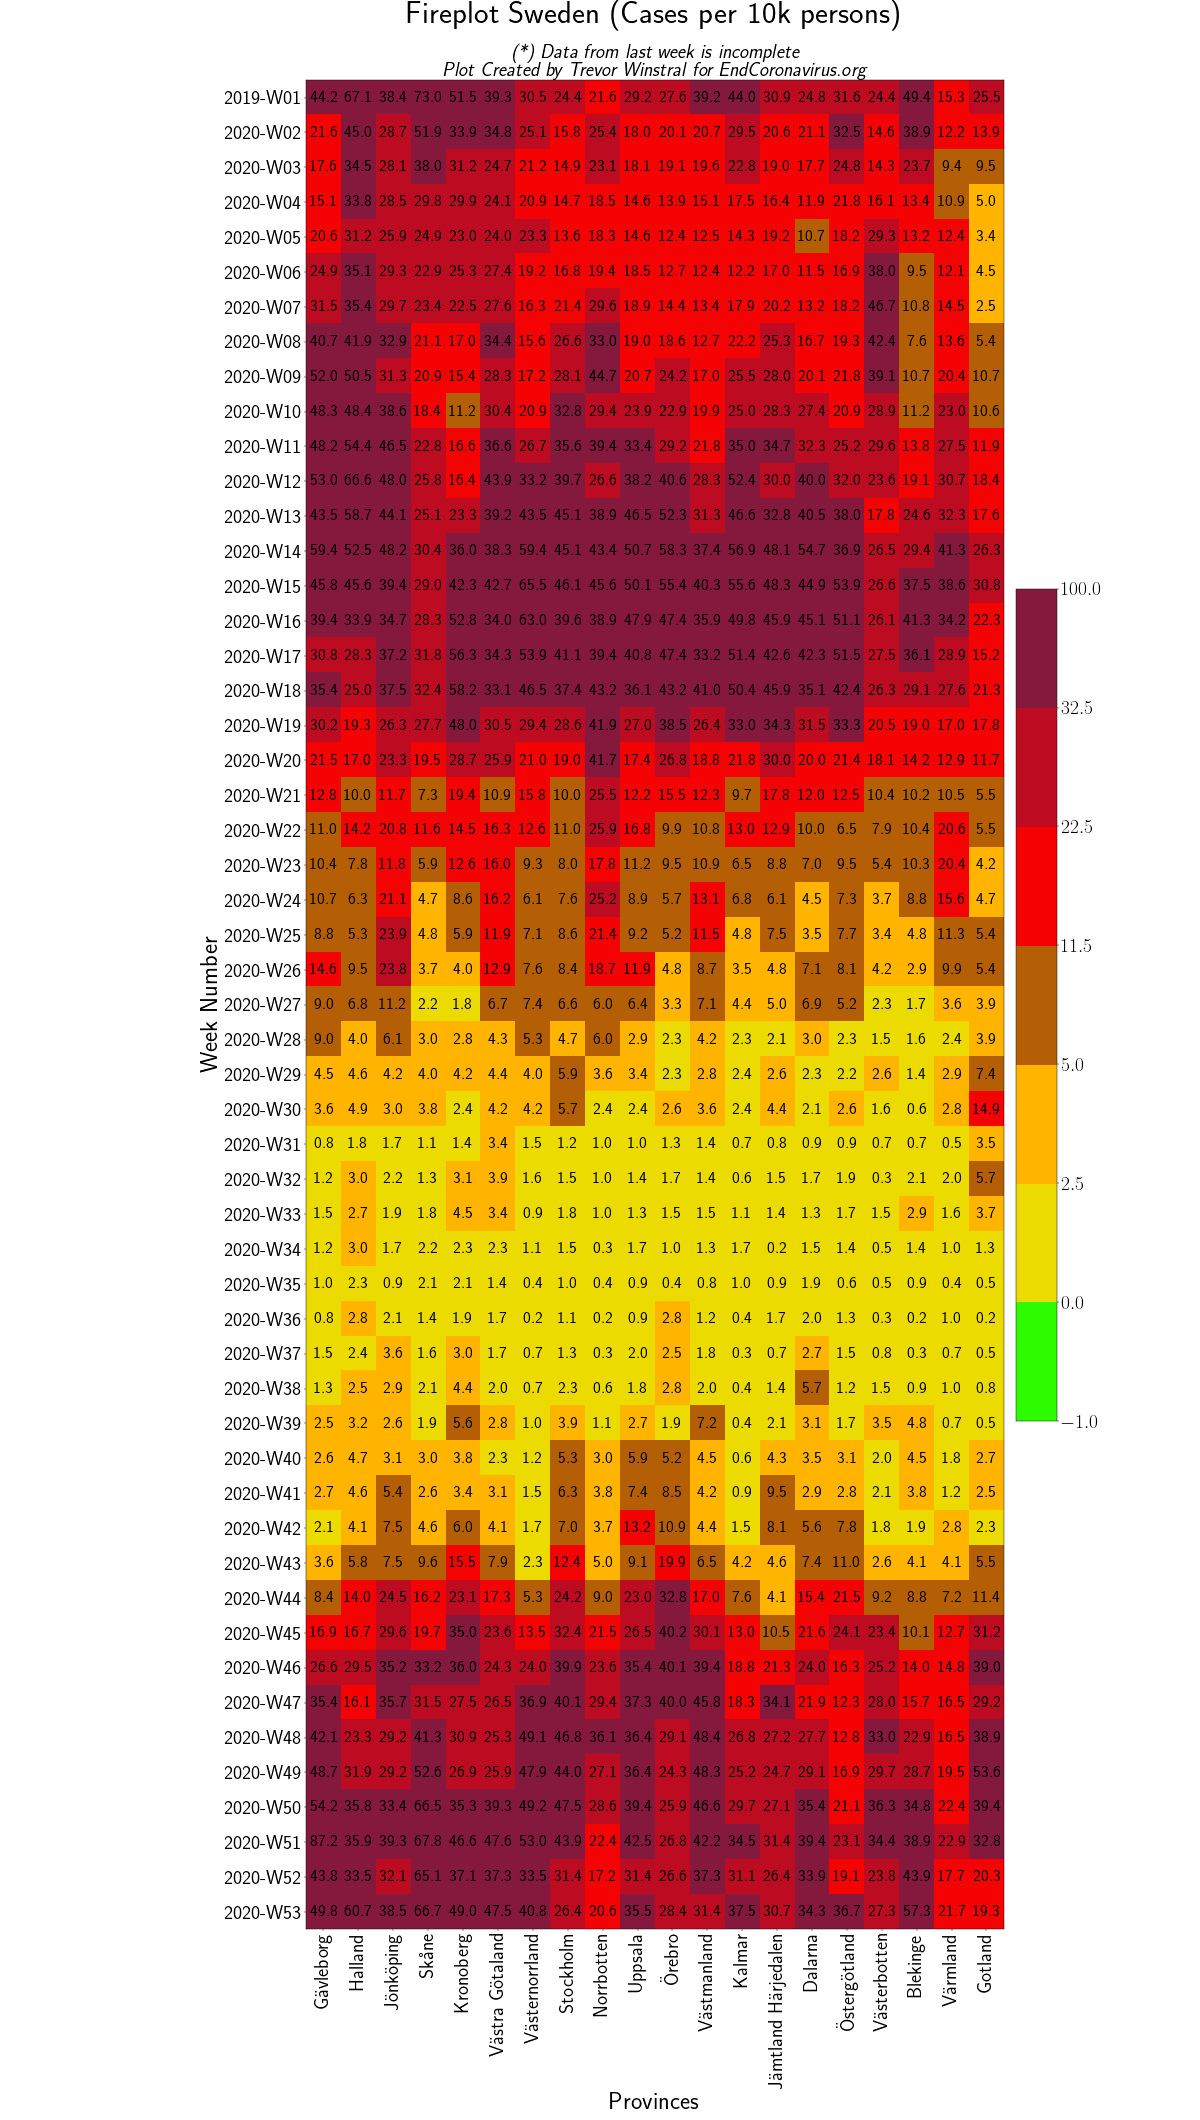 Fireplot Sweden (Cases per 10k persons)
(*) Data from last week is incomplete
Plot Created by Trevor Winstral for EndCoronavirus.org
2019-W01 44.2 67.1 38.4 73.0 51.5 39.3 30.5 24.4 21.6 29.2 27.6 39.2 44.0 30.9 24.8 31.6 24.4 49.4 15.3 25.5
2020-W02 21.6 45.0 28.7 51.9 33.9 34.8 25.1 15.8 25.4 18.0 20.1 20.7 29.5 20.6 21.1 32.5 14.6 38.9 12.2 13.9
2020-W03 17.6 34.5 28.1 38.0 31.2 24.7 21.2 14.9 23.1 18.1 19.1 19.6 22.8 19.0 17.7 24.8 14.3 23.7 9.4 9.5
2020-W04 15.1 33.8 28.5 29.8 29.9 24.1 20.9 14.7 18.5 14.6 13.9 15.1 17.5 16.4 11.9 21.8 16.1 13.4 10.9 5.0
2020-W05 20.6 31.2 25.9 24.9 23.0 24.0 23.3 13.6 18.3 14.6 12.4 12.5 14.3 19.2 10.7 18.2 29.3 13.2 12.4 3.4
2020-W06 24.9 35.1 29.3 22.9 25.3 27.4 19.2 16.8 19.4 18.5 12.7 12.4 12.2 17.0 11.5 16.9 38.0 9.5 12.1 4.5
2020-W07 31.5 35.4 29.7 23.4 22.5 27.6 16.3 21.4 29.6 18.9 14.4 13.4 17.9 20.2 13.2 18.2 46.7 10.8 14.5 2.5
2020-W08 40.7 41.9 32.9 21.1 17.0 34.4 15.6 26.6 33.0 19.0 18.6 12.7 22.2 25.3 16.7 19.3 42.4 7.6 13.6 5.4
2020-W09 52.0 50.5 31.3 20.9 15.4 28.3 17.2 28.1 44.7 20.7 24.2 17.0 25.5 28.0 20.1 21.8 39.1 10.7 20.4 10.7
2020-W10 48.3 48.4 38.6 18.4 11.2 30.4 20.9 32.8 29.4 23.9 22.9 19.9 25.0 28.3 27.4 20.9 28.9 11.2 23.0 10.6
2020-W11 48.2 54.4 46.5 22.8 16.6 36.6 26.7 35.6 39.4 33.4 29.2 21.8 35.0 34.7 32.3 25.2 29.6 13.8 27.5 11.9
2020-W12 53.0 66.6 48.0 25.8 16.4 43.9 33.2 39.7 26.6 38.2 40.6 28.3 52.4 30.0 40.0 32.0 23.6 19.1 30.7 18.4
2020-W13 43.5 58.7 44.1 25.1 23.3 39.2 43.5 45.1 38.9 46.5 52.3 31.3 46.6 32.8 40.5 38.0 17.8 24.6 32.3 17.6
2020-W14 59.4 52.5 48.2 30.4 36.0 38.3 59.4 45.1 43.4 50.7 58.3 37.4 56.9 48.1 54.7 36.9 26.5 29.4 41.3 26.3
2020-W15 45.8 45.6 39.4 29.0 42.3 42.7 65.5 46.1 45.6 50.1 55.4 40.3 55.6 48.3 44.9 53.9 26.6 37.5 38.6 30.8
2020-W16 39.4 33.9 34.7 28.3 52.8 34.0 63.0 39.6 38.9 47.9 47.4 35.9 49.8 45.9 45.1 51.1 26.1 41.3 34.2 22.3
2020-W17 30.8 28.3 37.2 31.8 56.3 34.3 53.9 41.1 39.4 40.8 47.4 33.2 51.4 42.6 42.3 51.5 27.5 36.1 28.9 15.2
2020-W18 35.4 25.0 37.5 32.4 58.2 33.1 46.5 37.4 43.2 36.1 43.2 41.0 50.4 45.9 35.1 42.4 26.3 29.1 27.6 21.3
2020-W19 30.2 19.3 26.3 27.7 48.0 30.5 29.4 28.6 41.9 27.0 38.5 26.4 33.0 34.3 31.5 33.3 20.5 19.0 17.0 17.8
2020-W20 21.5 17.0 23.3 19.5 28.7 25.9 21.0 19.0 41.7 17.4 26.8 18.8 21.8 30.0 20.0 21.4 18.1 14.2 12.9 11.7
2020-W21 12.8 10.0 11.7 7.3 19.4 10.9 15.8 10.0 25.5 12.2 15.5 12.3 9.7 17.8 12.0 12.5 10.4 10.2 10.5 5.5
2020-W22 11.0 14.2 20.8 11.6 14.5 16.3 12.6 11.0 25.9 16.8 9.9 10.8 13.0 12.9 10.0 6.5 7.9 10.4 20.6 5.5
2020-W23 10.4 7.8 11.8 5.9 12.6 16.0 9.3 8.0 17.8 11.2 9.5 10.9 6.5 8.8 7.0 9.5 5.4 10.3 20.4 4.2
2020-W24 10.7 6.3 21.1 4.7 8.6 16.2 6.1 7.6 25.2 8.9 5.7 13.1 6.8 6.1 4.5 7.3 3.7 8.8 15.6 4.7
2020-W25 8.8 5.3 23.9 4.8 5.9 11.9 7.1 8.6 21.4 9.2 5.2 11.5 4.8 7.5 3.5 7.7 3.4 4.8 11.3 5.4
2020-W26 14.6 9.5 23.8 3.7 4.0 12.9 7.6 8.4 18.7 11.9 4.8 8.7 3.5 4.8 7.1 8.1 4.2 2.9 9.9 5.4
2020-W27 9.0 6.8 11.2 2.2 1.8 6.7 7.4 6.6 6.0 6.4 3.3 7.1 4.4 5.0 6.9 5.2 2.3 1.7 3.6 3.9
2020-W28 9.0 4.0 6.1 3.0 2.8 4.3 5.3 4.7 6.0 2.9 2.3 4.2 2.3 2.1 3.0 2.3 1.5 1.6 2.4 3.9
2020-W29 4.5 4.6 4.2 4.0 4.2 4.4 4.0 5.9 3.6 3.4 2.3 2.8 2.4 2.6 2.3 2.2 2.6 1.4 2.9 7.4
2020-W30 3.6 4.9 3.0 3.8 2.4 4.2 4.2 5.7 2.4 2.4 2.6 3.6 2.4 4.4 2.1 2.6 1.6 0.6 2.8 14.9
2020-W31 0.8 1.8 1.7 1.1 1.4 3.4 1.5 1.2 1.0 1.0 1.3 1.4 0.7 0.8 0.9 0.9 0.7 0.7 0.5 3.5
2020-W32 1.2 3.0 2.2 1.3 3.1 3.9 1.6 1.5 1.0 1.4 1.7 1.4 0.6 1.5 1.7 1.9 0.3 2.1 2.0 5.7
2020-W33 1.5 2.7 1.9 1.8 4.5 3.4 0.9 1.8 1.0 1.3 1.5 1.5 1.1 1.4 1.3 1.7 1.5 2.9 1.6 3.7
2020-W34 1.2 3.0 1.7 2.2 2.3 2.3 1.1 1.5 0.3 1.7 1.0 1.3 1.7 0.2 1.5 1.4 0.5 1.4 1.0 1.3
2020-W35 1.0 2.3 0.9 2.1 2.1 1.4 0.4 1.0 0.4 0.9 0.4 0.8 1.0 0.9 1.9 0.6 0.5 0.9 0.4 0.5
2020-W36 0.8 2.8 2.1 1.4 1.9 1.7 0.2 1.1 0.2 0.9 2.8 1.2 0.4 1.7 2.0 1.3 0.3 0.2 1.0 0.2
2020-W37 1.5 2.4 3.6 1.6 3.0 1.7 0.7 1.3 0.3 2.0 2.5 1.8 0.3 0.7 2.7 1.5 0.8 0.3 0.7 0.5
2020-W38 1.3 2.5 2.9 2.1 4.4 2.0 0.7 2.3 0.6 1.8 2.8 2.0 0.4 1.4 5.7 1.2 1.5 0.9 1.0 0.8
2020-W39 2.5 3.2 2.6 1.9 5.6 2.8 1.0 3.9 1.1 2.7 1.9 7.2 0.4 2.1 3.1 1.7 3.5 4.8 0.7 0.5
2020-W40 2.6 4.7 3.1 3.0 3.8 2.3 1.2 5.3 3.0 5.9 5.2 4.5 0.6 4.3 3.5 3.1 2.0 4.5 1.8 2.7
2020-W41 2.7 4.6 5.4 2.6 3.4 3.1 1.5 6.3 3.8 7.4 8.5 4.2 0.9 9.5 2.9 2.8 2.1 3.8 1.2 2.5
2020-W42 2.1 4.1 7.5 4.6 6.0 4.1 1.7 7.0 3.7 13.2 10.9 4.4 1.5 8.1 5.6 7.8 1.8 1.9 2.8 2.3
2020-W43 3.6 5.8 7.5 9.6 15.5 7.9 2.3 12.4 5.0 9.1 19.9 6.5 4.2 4.6 7.4 11.0 2.6 4.1 4.1 5.5
2020-W44 8.4 14.0 24.5 16.2 23.1 17.3 5.3 24.2 9.0 23.0 32.8 17.0 7.6 4.1 15.4 21.5 9.2 8.8 7.2 11.4
2020-W45 16.9 16.7 29.6 19.7 35.0 23.6 13.5 32.4 21.5 26.5 40.2 30.1 13.0 10.5 21.6 24.1 23.4 10.1 12.7 31.2
2020-W46 26.6 29.5 35.2 33.2 36.0 24.3 24.0 39.9 23.6 35.4 40.1 39.4 18.8 21.3 24.0 16.3 25.2 14.0 14.8 39.0
2020-W47 35.4 16.1 35.7 31.5 27.5 26.5 36.9 40.1 29.4 37.3 40.0 45.8 18.3 34.1 21.9 12.3 28.0 15.7 16.5 29.2
2020-W48 42.1 23.3 29.2 41.3 30.9 25.3 49.1 46.8 36.1 36.4 29.1 48.4 26.8 27.2 27.7 12.8 33.0 22.9 16.5 38.9
2020-W49 48.7 31.9 29.2 52.6 26.9 25.9 47.9 44.0 27.1 36.4 24.3 48.3 25.2 24.7 29.1 16.9 29.7 28.7 19.5 53.6
2020-W50 54.2 35.8 33.4 66.5 35.3 39.3 49.2 47.5 28.6 39.4 25.9 46.6 29.7 27.1 35.4 21.1 36.3 34.8 22.4 39.4
2020-W51 87.2 35.9 39.3 67.8 46.6 47.6 53.0 43.9 22.4 42.5 26.8 42.2 34.5 31.4 39.4 23.1 34.4 38.9 22.9 32.8
2020-W52 43.8 33.5 32.1 65.1 37.1 37.3 33.5 31.4 17.2 31.4 26.6 37.3 31.1 26.4 33.9 19.1 23.8 43.9 17.7 20.3
2020-W53 49.8 60.7 38.5 66.7 49.0 47.5 40.8 26.4 20.6 35.5 28.4 31.4 37.5 30.7 34.3 36.7 27.3 57.3 21.7 19.3
Week Number
Gävleborg
Halland
Jönköping
Skåne
Kronoberg
Västra Götaland
Västernorrland
Stockholm
Norrbotten
Uppsala
Örebro
Västmanland
Kalmar
Jämtland Härjedalen
Dalarna
Östergötland
Västerbotten
Blekinge
Värmland
Gotland
Provinces
100.0
32.5
22.5
11.5
5.0
2.5
0.0
−1.0